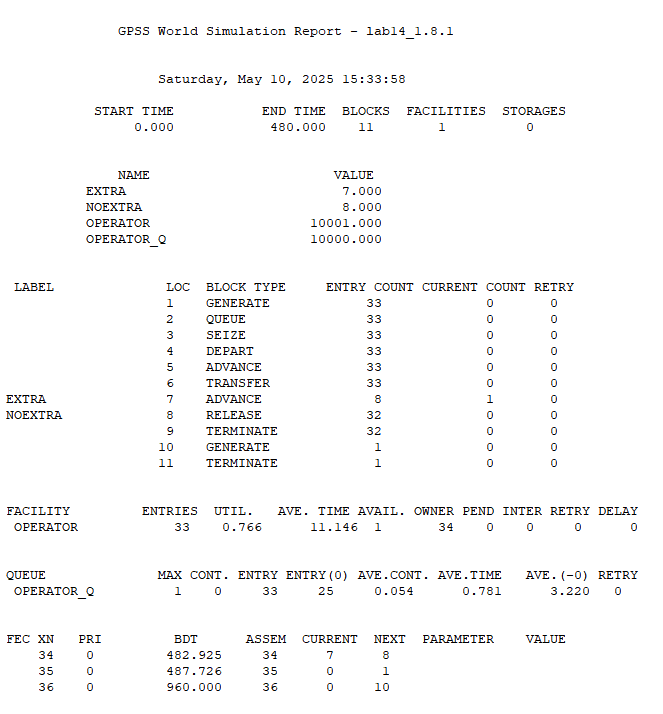 GPSS World Simulation Report - lab14_1.8.1
Saturday, May 10, 2025 15:33:58
START TIME END TIME BLOCKS FACILITIES STORAGES
0.000 480.000 11 1 0
NAME VALUE
EXTRA 7.000
NOEXTRA 8.000
OPERATOR 10001.000
OPERATOR_Q 10000.000
LABEL LOC BLOCK TYPE ENTRY COUNT CURRENT COUNT RETRY
1 GENERATE 33 0 0
2 QUEUE 33 0 0
3 SEIZE 33 0 0
4 DEPART 33 0 0
5 ADVANCE 33 0 0
6 TRANSFER 33 0 0
EXTRA 7 ADVANCE 8 1 0
NOEXTRA 8 RELEASE 32 0 0
9 TERMINATE 32 0 0
10 GENERATE 1 0 0
11 TERMINATE 1 0 0
FACILITY ENTRIES UTIL. AVE. TIME AVAIL. OWNER PEND INTER RETRY DELAY
OPERATOR 33 0.766 11.146 1 34 0 0 0 0
QUEUE MAX CONT. ENTRY ENTRY(0) AVE.CONT. AVE.TIME AVE.(-0) RETRY
OPERATOR_Q 1 0 33 25 0.054 0.781 3.220 0
FEC XN PRI BDT ASSEM CURRENT NEXT PARAMETER VALUE
34 0 482.925 34 7 8
35 0 487.726 35 0 1
36 0 960.000 36 0 10